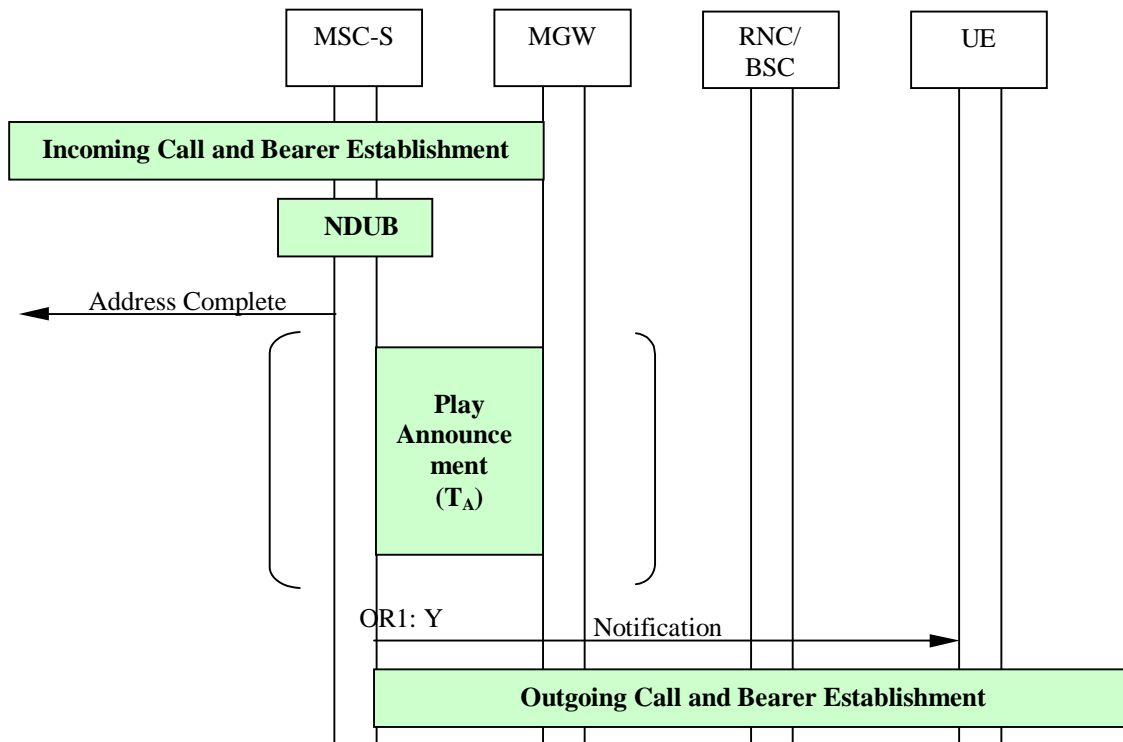 MSC-S
MGW
RNC/
BSC
UE
Incoming Call and Bearer Establishment
NDUB
Address Complete
Play
Announce
ment
(TA)
OR1: Y
Notification
Outgoing Call and Bearer Establishment